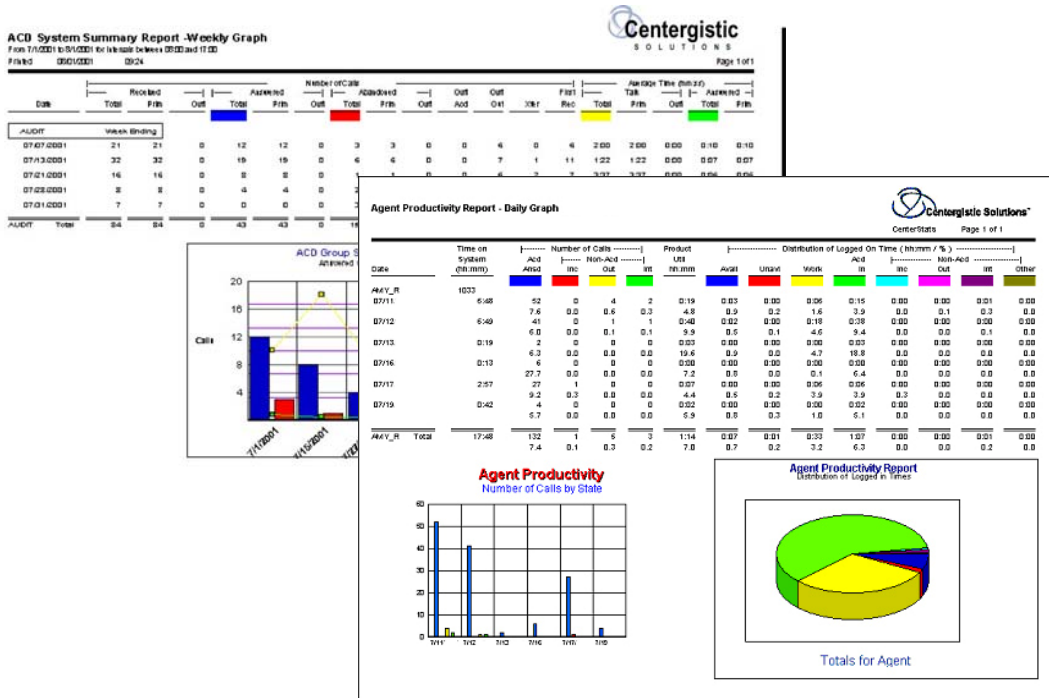 Centergistic
SOLUTIONS
ACD System Summary Report -Weekly Graph
From 7/1/2001 to 8/1/2001 for Intervals between 08:00 and 17:00
Printed 08/01/2001 09:24 Page 1 of 1
Number of Calls Average Time (hh:mm)
Received Answered Abandoned Outfl Outfl Talk Answered
Date Total Prim Outfl Total Prim Outfl Total Prim Outfl Acd Xfer Rec Total Prim Outfl Total Prim
AUDIT Week Ending
07/07/2001 21 21 0 12 12 0 3 3 0 0 6 0 6 2:00 2:00 0:00 0:10 0:10
07/13/2001 32 32 0 19 19 0 6 6 0 0 7 1 11 1:22 1:22 0:00 0:07 0:07
07/21/2001 16 16 0 8 8 0 1 1 0 0 6 2 7 3:37 3:37 0:00 0:06 0:06
8 8 0 4 4 0
07/31/2001 7 7 0 0 0 0
AUDIT Total 84 84 0 43 43 0
ACD Group S
Answered
20
16
12
8
4
Calls
7/1/2001
7/15/2001
Agent Productivity Report - Daily Graph
Centergistic Solutions™
CenterStats Page 1 of 1
Time on Number of Calls Product Distribution of Logged On Time ( hh:mm / % )
System Acd Non-Acd Util Acd Non-Acd
Date (hh:mm) Ansd Inc Out Int hh:mm Avail Unavl Work In Inc Out Int Other
AMY_R 1033
07/11 6:48 52 0 4 2 0:19 0:03 0:00 0:06 0:15 0:00 0:00 0:01 0:00
7.6 0.0 0.6 0.3 4.8 0.9 0.2 1.6 3.9 0.0 0.1 0.3 0.0
07/12 6:49 41 0 1 1 0:40 0:02 0:00 0:18 0:38 0:00 0:00 0:00 0:00
6.0 0.0 0.1 0.1 9.9 0.6 0.1 4.6 9.4 0.0 0.0 0.1 0.0
07/13 0:19 2 0 0 0 0:03 0:00 0:00 0:00 0:03 0:00 0:00 0:00 0:00
6.3 0.0 0.0 0.0 19.6 0.9 0.0 4.7 18.8 0.0 0.0 0.0 0.0
07/16 0:13 6 0 0 0 0:00 0:00 0:00 0:00 0:00 0:00 0:00 0:00 0:00
27.7 0.0 0.0 0.0 7.2 0.8 0.0 0.1 6.4 0.0 0.0 0.0 0.0
07/17 2:57 27 1 0 0 0:07 0:00 0:00 0:06 0:06 0:00 0:00 0:00 0:00
9.2 0.3 0.0 0.0 4.4 0.5 0.2 3.9 3.9 0.3 0.0 0.0 0.0
07/19 0:42 4 0 0 0 0:02 0:00 0:00 0:00 0:02 0:00 0:00 0:00 0:00
5.7 0.0 0.0 0.0 5.9 0.8 0.3 1.0 5.1 0.0 0.0 0.0 0.0
AMY_R Total 17:48 132 1 5 3 1:14 0:07 0:01 0:33 1:07 0:00 0:00 0:01 0:00
7.4 0.1 0.3 0.2 7.0 0.7 0.2 3.2 6.3 0.0 0.0 0.2 0.0
Agent Productivity
Number of Calls by State
60
50
40
30
20
10
0
7/11/ 7/12 7/13 7/16 7/17/ 7/19
Agent Productivity Report
Distribution of Logged in Times
Totals for Agent